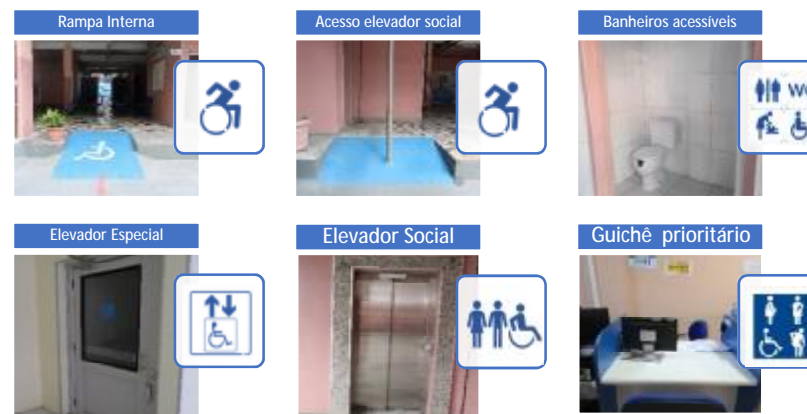 Rampa Interna
Acesso elevador social
Banheiros acessíveis
WC
Elevador Especial
Elevador Social
Guichê prioritário